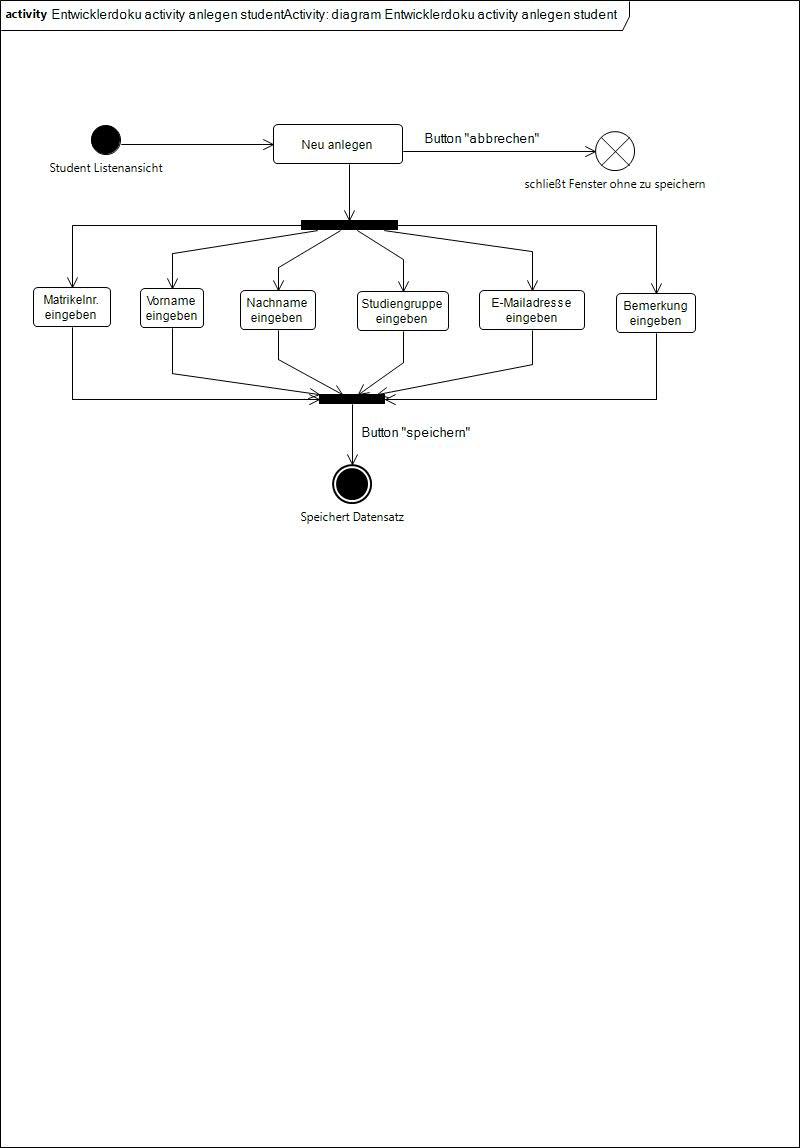 activity Entwicklerdoku activity anlegen studentActivity: diagram Entwicklerdoku activity anlegen student
Student Listenansicht
Neu anlegen
Button "abbrechen"
schließt Fenster ohne zu speichern
Matrikelnr.
eingeben
Vorname
eingeben
Nachname
eingeben
Studiengruppe
eingeben
E-Mailadresse
eingeben
Bemerkung
eingeben
Button "speichern"
Speichert Datensatz